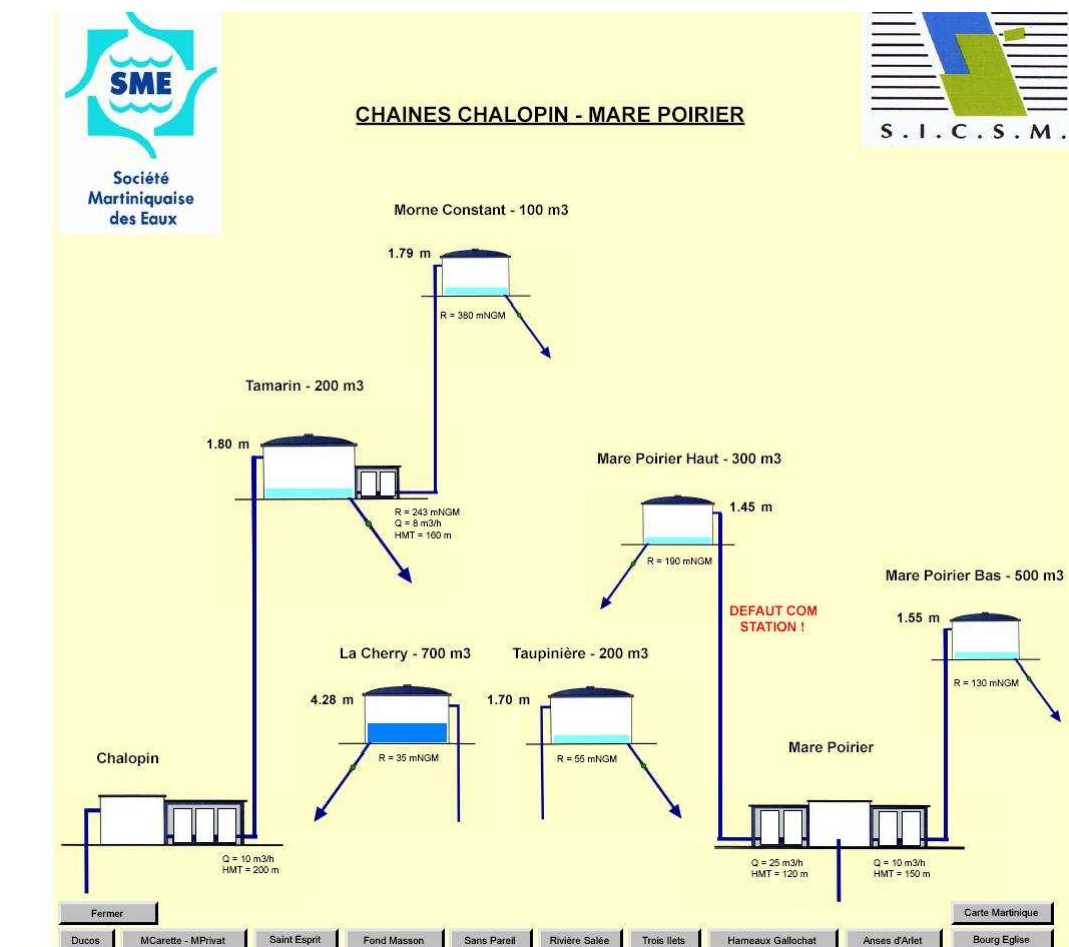 SME
Société
Martiniquaise
des Eaux
CHAINES CHALOPIN - MARE POIRIER
S.I.C.S.M.
Morne Constant - 100 m3
1.79 m
R = 380 mNGM
Tamarin - 200 m3
1.80 m
R = 243 mNGM
Q = 8 m3/h
HMT = 160 m
Mare Poirier Haut - 300 m3
1.45 m
R = 190 mNGM
DEFAUT COM
STATION !
Mare Poirier Bas - 500 m3
1.55 m
R = 130 mNGM
La Cherry - 700 m3
4.28 m
R = 35 mNGM
Taupinière - 200 m3
1.70 m
R = 55 mNGM
Chalopin
Q = 10 m3/h
HMT = 200 m
Mare Poirier
Q = 25 m3/h
HMT = 120 m
Q = 10 m3/h
HMT = 150 m
Fermer
Carte Martinique
Ducos
MCarette - MPrivat
Saint Esprit
Fond Masson
Sans Pareil
Rivière Salée
Trois Ilets
Hameaux Gallochat
Anses d'Arlet
Bourg Eglise